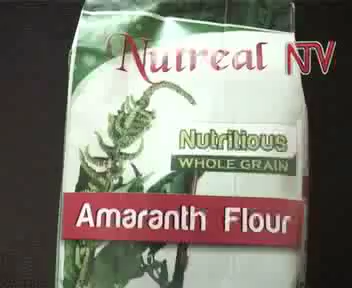 Nutreal
NTV
Nutritious
WHOLE GRAIN
Amaranth Flour